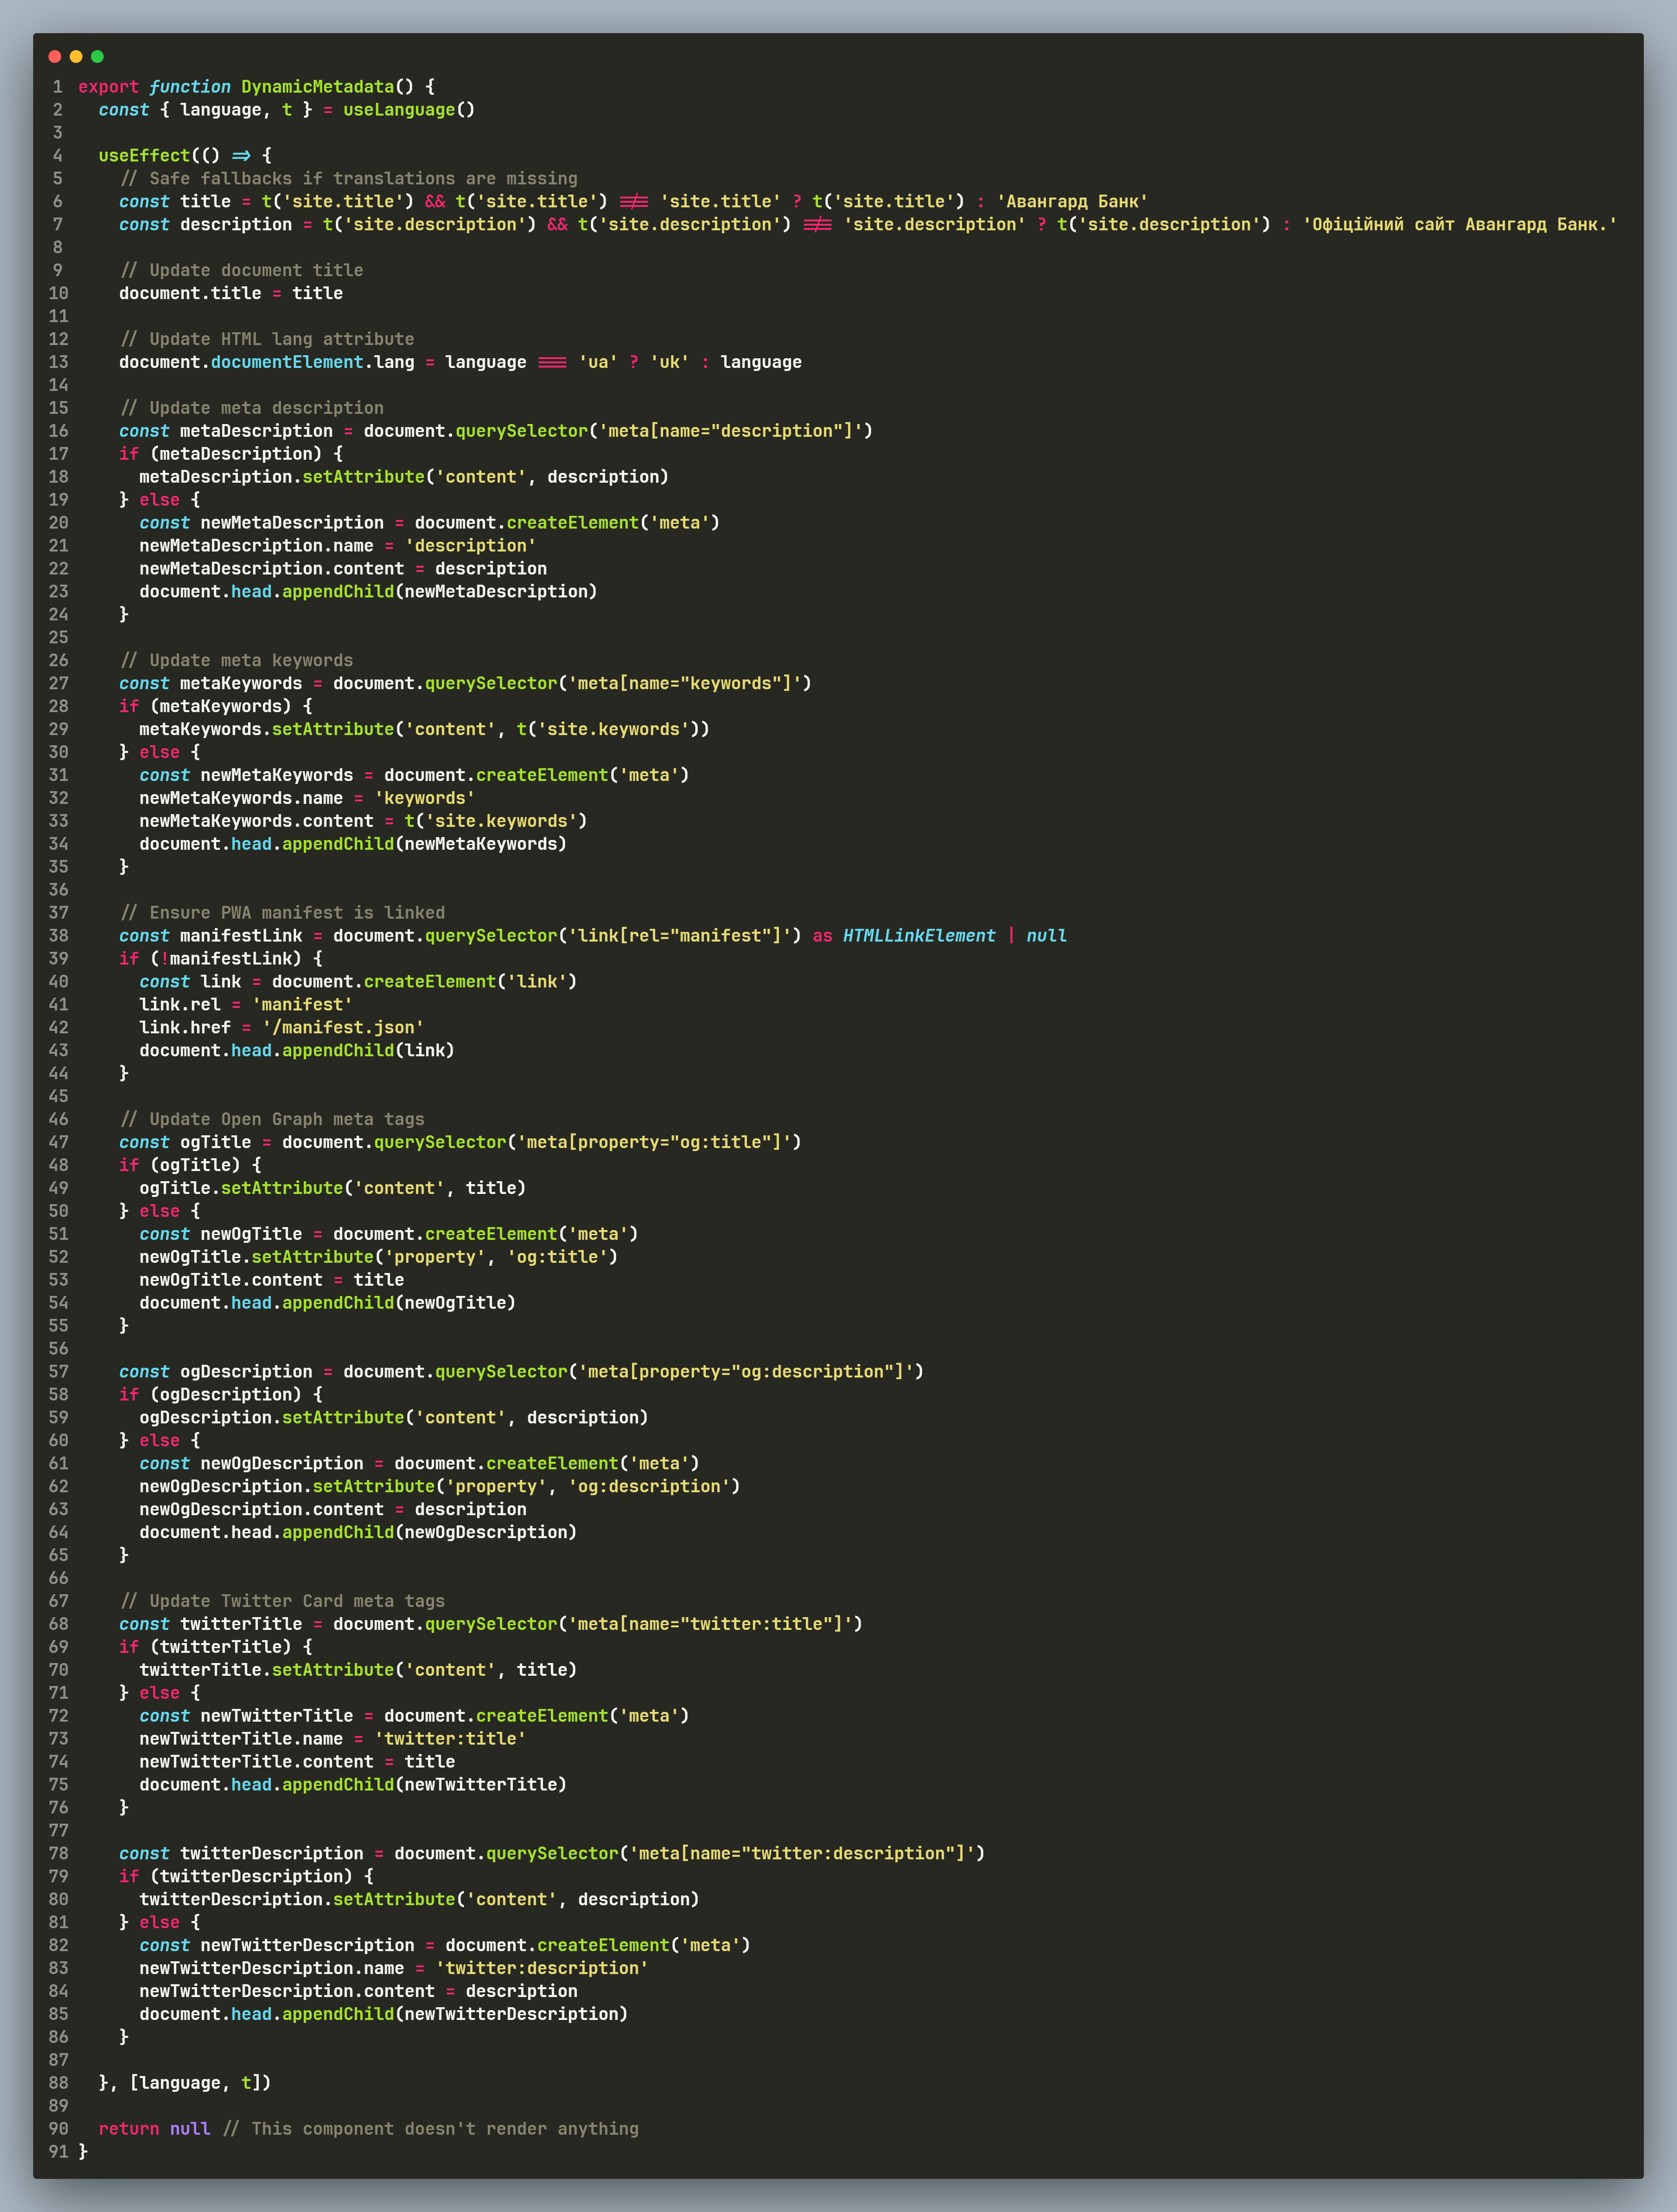 1 export function DynamicMetadata() {
2   const { language, t } = useLanguage()
3
4   useEffect(() => {
5     // Safe fallbacks if translations are missing
6     const title = t('site.title') && t('site.title') !== 'site.title' ? t('site.title') : 'Авангард Банк'
7     const description = t('site.description') && t('site.description') !== 'site.description' ? t('site.description') : 'Офіційний сайт Авангард Банк.'
8
9     // Update document title
10     document.title = title
11
12     // Update HTML lang attribute
13     document.documentElement.lang = language === 'ua' ? 'uk' : language
14
15     // Update meta description
16     const metaDescription = document.querySelector('meta[name="description"]')
17     if (metaDescription) {
18       metaDescription.setAttribute('content', description)
19     } else {
20       const newMetaDescription = document.createElement('meta')
21       newMetaDescription.name = 'description'
22       newMetaDescription.content = description
23       document.head.appendChild(newMetaDescription)
24     }
25
26     // Update meta keywords
27     const metaKeywords = document.querySelector('meta[name="keywords"]')
28     if (metaKeywords) {
29       metaKeywords.setAttribute('content', t('site.keywords'))
30     } else {
31       const newMetaKeywords = document.createElement('meta')
32       newMetaKeywords.name = 'keywords'
33       newMetaKeywords.content = t('site.keywords')
34       document.head.appendChild(newMetaKeywords)
35     }
36
37     // Ensure PWA manifest is linked
38     const manifestLink = document.querySelector('link[rel="manifest"]') as HTMLLinkElement | null
39     if (!manifestLink) {
40       const link = document.createElement('link')
41       link.rel = 'manifest'
42       link.href = '/manifest.json'
43       document.head.appendChild(link)
44     }
45
46     // Update Open Graph meta tags
47     const ogTitle = document.querySelector('meta[property="og:title"]')
48     if (ogTitle) {
49       ogTitle.setAttribute('content', title)
50     } else {
51       const newOgTitle = document.createElement('meta')
52       newOgTitle.setAttribute('property', 'og:title')
53       newOgTitle.content = title
54       document.head.appendChild(newOgTitle)
55     }
56
57     const ogDescription = document.querySelector('meta[property="og:description"]')
58     if (ogDescription) {
59       ogDescription.setAttribute('content', description)
60     } else {
61       const newOgDescription = document.createElement('meta')
62       newOgDescription.setAttribute('property', 'og:description')
63       newOgDescription.content = description
64       document.head.appendChild(newOgDescription)
65     }
66
67     // Update Twitter Card meta tags
68     const twitterTitle = document.querySelector('meta[name="twitter:title"]')
69     if (twitterTitle) {
70       twitterTitle.setAttribute('content', title)
71     } else {
72       const newTwitterTitle = document.createElement('meta')
73       newTwitterTitle.name = 'twitter:title'
74       newTwitterTitle.content = title
75       document.head.appendChild(newTwitterTitle)
76     }
77
78     const twitterDescription = document.querySelector('meta[name="twitter:description"]')
79     if (twitterDescription) {
80       twitterDescription.setAttribute('content', description)
81     } else {
82       const newTwitterDescription = document.createElement('meta')
83       newTwitterDescription.name = 'twitter:description'
84       newTwitterDescription.content = description
85       document.head.appendChild(newTwitterDescription)
86     }
87
88   }, [language, t])
89
90   return null // This component doesn't render anything
91 }